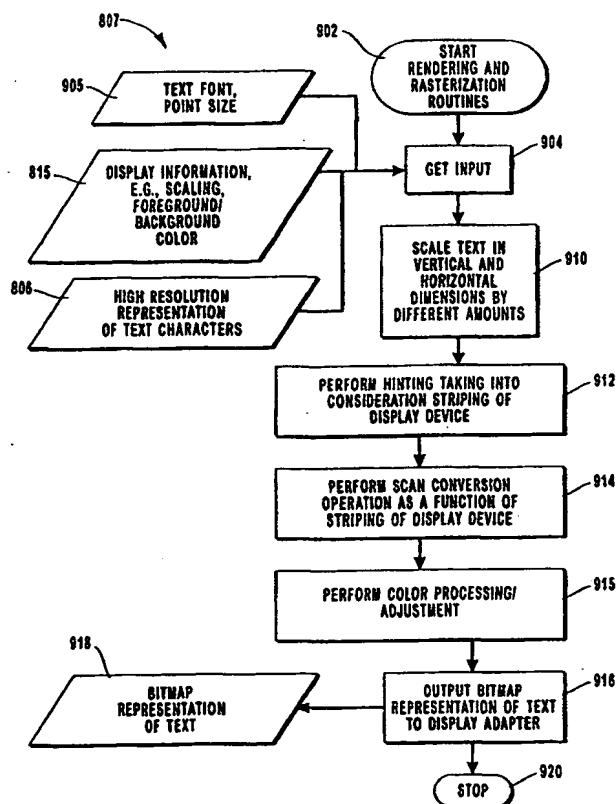 807
902
START
RENDERING AND
RASTERIZATION
ROUTINES
905
TEXT FONT,
POINT SIZE
904
GET INPUT
815
DISPLAY INFORMATION,
E.G., SCALING,
FOREGROUND/
BACKGROUND
COLOR
910
SCALE TEXT IN
VERTICAL AND
HORIZONTAL
DIMENSIONS BY
DIFFERENT AMOUNTS
806
HIGH RESOLUTION
REPRESENTATION
OF TEXT CHARACTERS
912
PERFORM HINTING TAKING INTO
CONSIDERATION STRIPING OF
DISPLAY DEVICE
914
PERFORM SCAN CONVERSION
OPERATION AS A FUNCTION OF
STRIPING OF DISPLAY DEVICE
915
PERFORM COLOR PROCESSING/
ADJUSTMENT
918
BITMAP
REPRESENTATION
OF TEXT
916
OUTPUT BITMAP
REPRESENTATION OF TEXT
TO DISPLAY ADAPTER
920
STOP